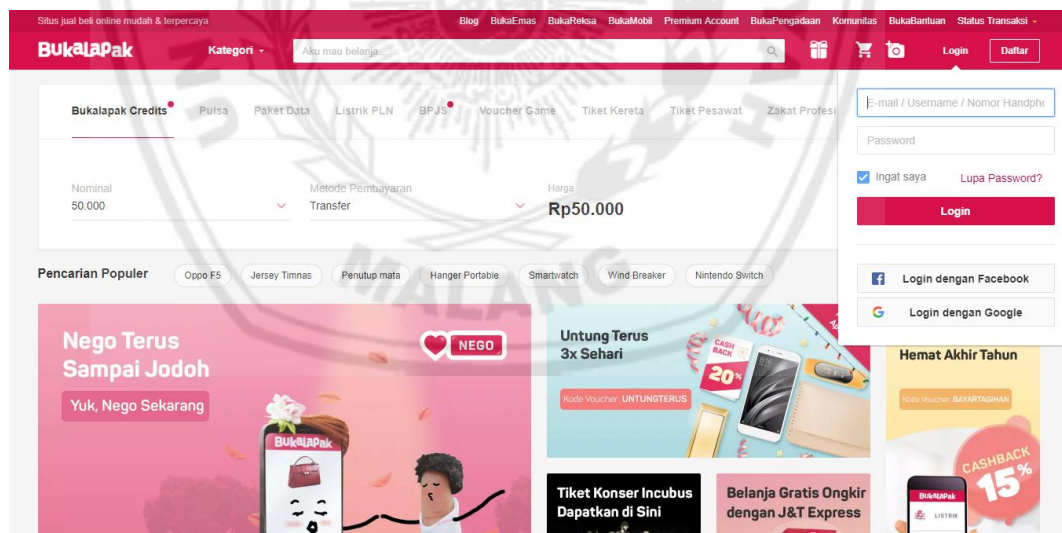 Situs jual beli online mudah & terpercaya
Blog BukaEmas BukaReksa BukaMobil Premium Account BukaPengadaan Komunitas BukaBantuan Status Transaksi
BukaLapak
Kategori
Aku mau belanja...
Login
Daftar
Bukalapak Credits Pulsa Paket Data Listrik PLN BPJS Voucher Game Tiket Kereta Tiket Pesawat Zakat Profesi
E-mail / Username / Nomor Handpho
Password
Ingat saya
Lupa Password?
Login
Login dengan Facebook
Login dengan Google
Nominal
50.000
Metode Pembayaran
Transfer
Harga
Rp50.000
Pencarian Populer
Oppo F5
Jersey Timnas
Penutup mata
Hanger Portable
Smartwatch
Wind Breaker
Nintendo Switch
MALANG
Nego Terus
Sampai Jodoh
NEGO
Yuk, Nego Sekarang
BukaLapak
Untung Terus
3x Sehari
Kode Voucher: UNTUNGTERUS
CASH
BACK
20%
Hemat Akhir Tahun
Kode Voucher: BAYARTAGIHAN
CASHBACK
15%
BukaLapak
LISTRIK
Tiket Konser Incubus
Dapatkan di Sini
Belanja Gratis Ongkir
dengan J&T Express